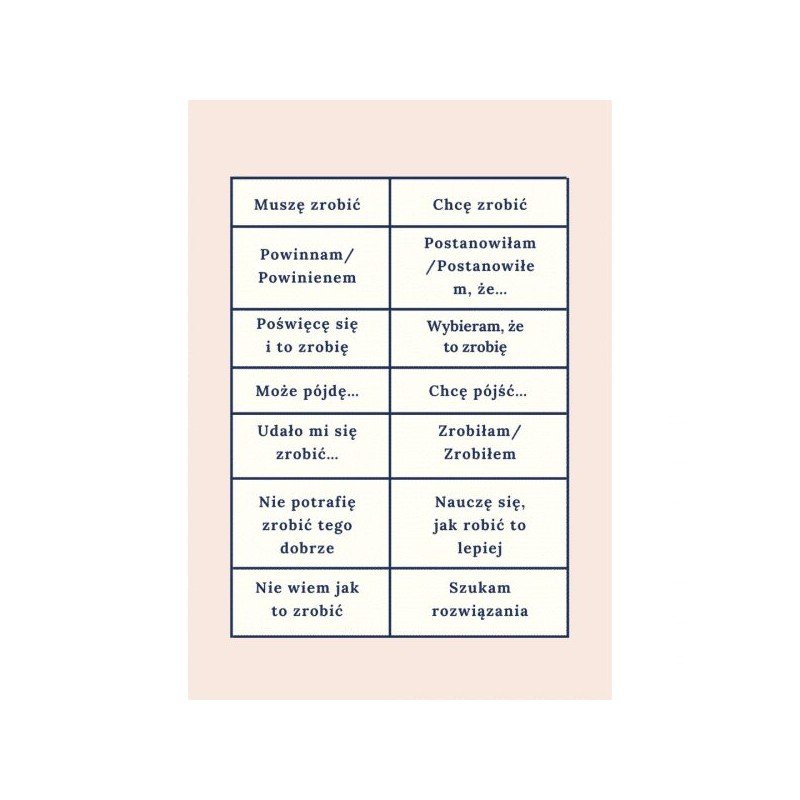 Muszę zrobić
Chcę zrobić
Powinnam/
Powinienem
Postanowiłam
/Postanowiłe
m, że...
Poświęcę się
i to zrobię
Wybieram, że
to zrobię
Może pójdę...
Chcę pójść...
Udało mi się
zrobić...
Zrobiłam/
Zrobiłem
Nie potrafię
zrobić tego
dobrze
Nauczę się,
jak robić to
lepiej
Nie wiem jak
to zrobić
Szukam
rozwiązania